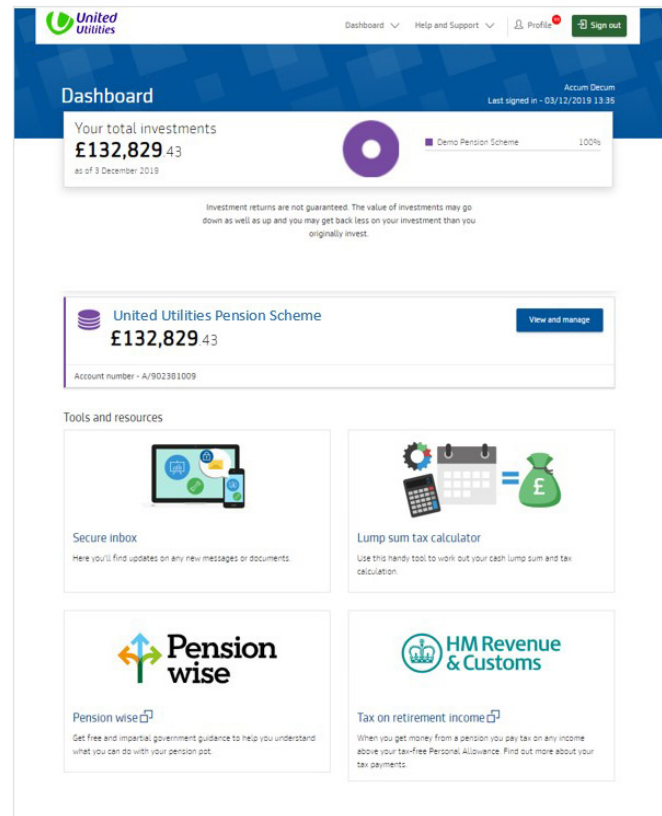 United
Utilities
Dashboard
Help and Support
Profile
Sign out
Dashboard
Accum Decum
Last signed in - 03/12/2019 13:36
Your total investments
£132,829.43
as of 3 December 2019
Demo Pension Scheme 100%
Investment returns are not guaranteed. The value of investments may go
down as well as up and you may get back less on your investment than you
originally invest.
United Utilities Pension Scheme
£132,829.43
View and manage
Account number - A/902381009
Tools and resources
Secure inbox
Here you'll find updates on any new messages or documents.
£
Lump sum tax calculator
Use this handy tool to work out your cash lump sum and tax
calculation.
Pension
wise
Pension wise
Get free and impartial government guidance to help you understand
what you can do with your pension pot.
HM Revenue
& Customs
Tax on retirement income
When you get money from a pension you pay tax on any income
above your tax-free Personal Allowance. Find out more about your
tax payments.